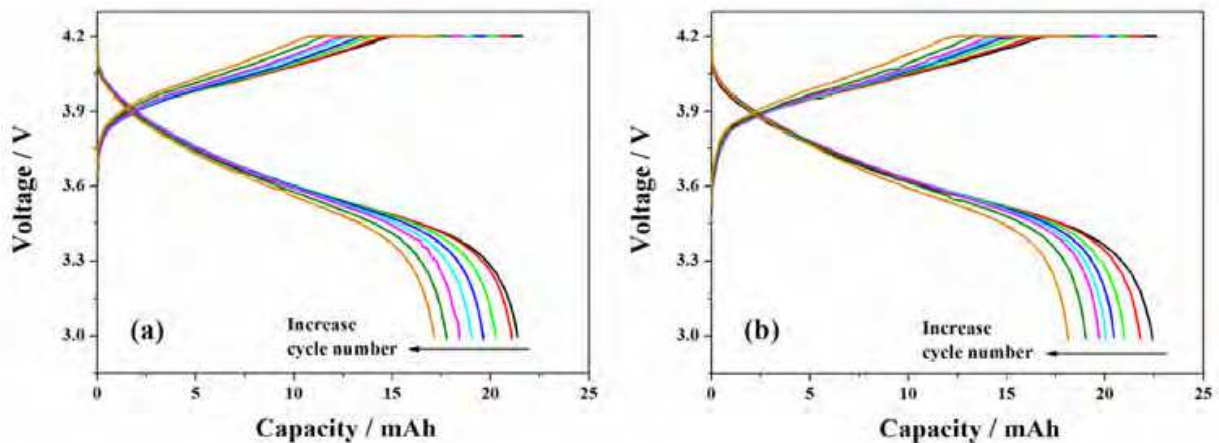 4.2
3.9
3.6
3.3
3.0
Voltage / V
(a)
Increase
cycle number
0
5
10
15
20
25
Capacity / mAh
4.2
3.9
3.6
3.3
3.0
Voltage / V
(b)
Increase
cycle number
0
5
10
15
20
25
Capacity / mAh